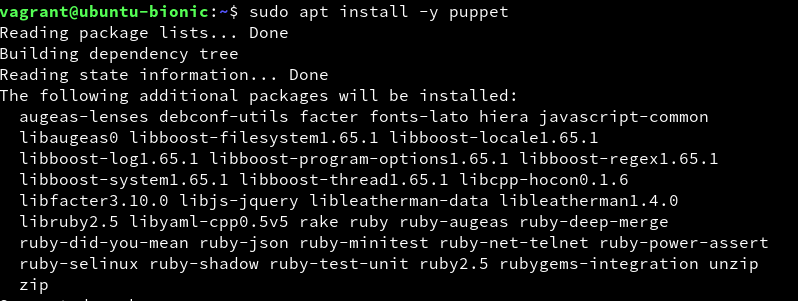 vagrant@ubuntu-bionic:~$ sudo apt install -y puppet
Reading package lists... Done
Building dependency tree
Reading state information... Done
The following additional packages will be installed:
augeas-lenses debconf-utils facter fonts-lato hiera javascript-common
libaugeas0 libboost-filesystem1.65.1 libboost-locale1.65.1
libboost-log1.65.1 libboost-program-options1.65.1 libboost-regex1.65.1
libboost-system1.65.1 libboost-thread1.65.1 libcpp-hocon0.1.6
libfacter3.10.0 libjs-jquery libleatherman-data libleatherman1.4.0
libruby2.5 libyaml-cpp0.5v5 rake ruby ruby-augeas ruby-deep-merge
ruby-did-you-mean ruby-json ruby-minitest ruby-net-telnet ruby-power-assert
ruby-selinux ruby-shadow ruby-test-unit ruby2.5 rubygems-integration unzip
zip